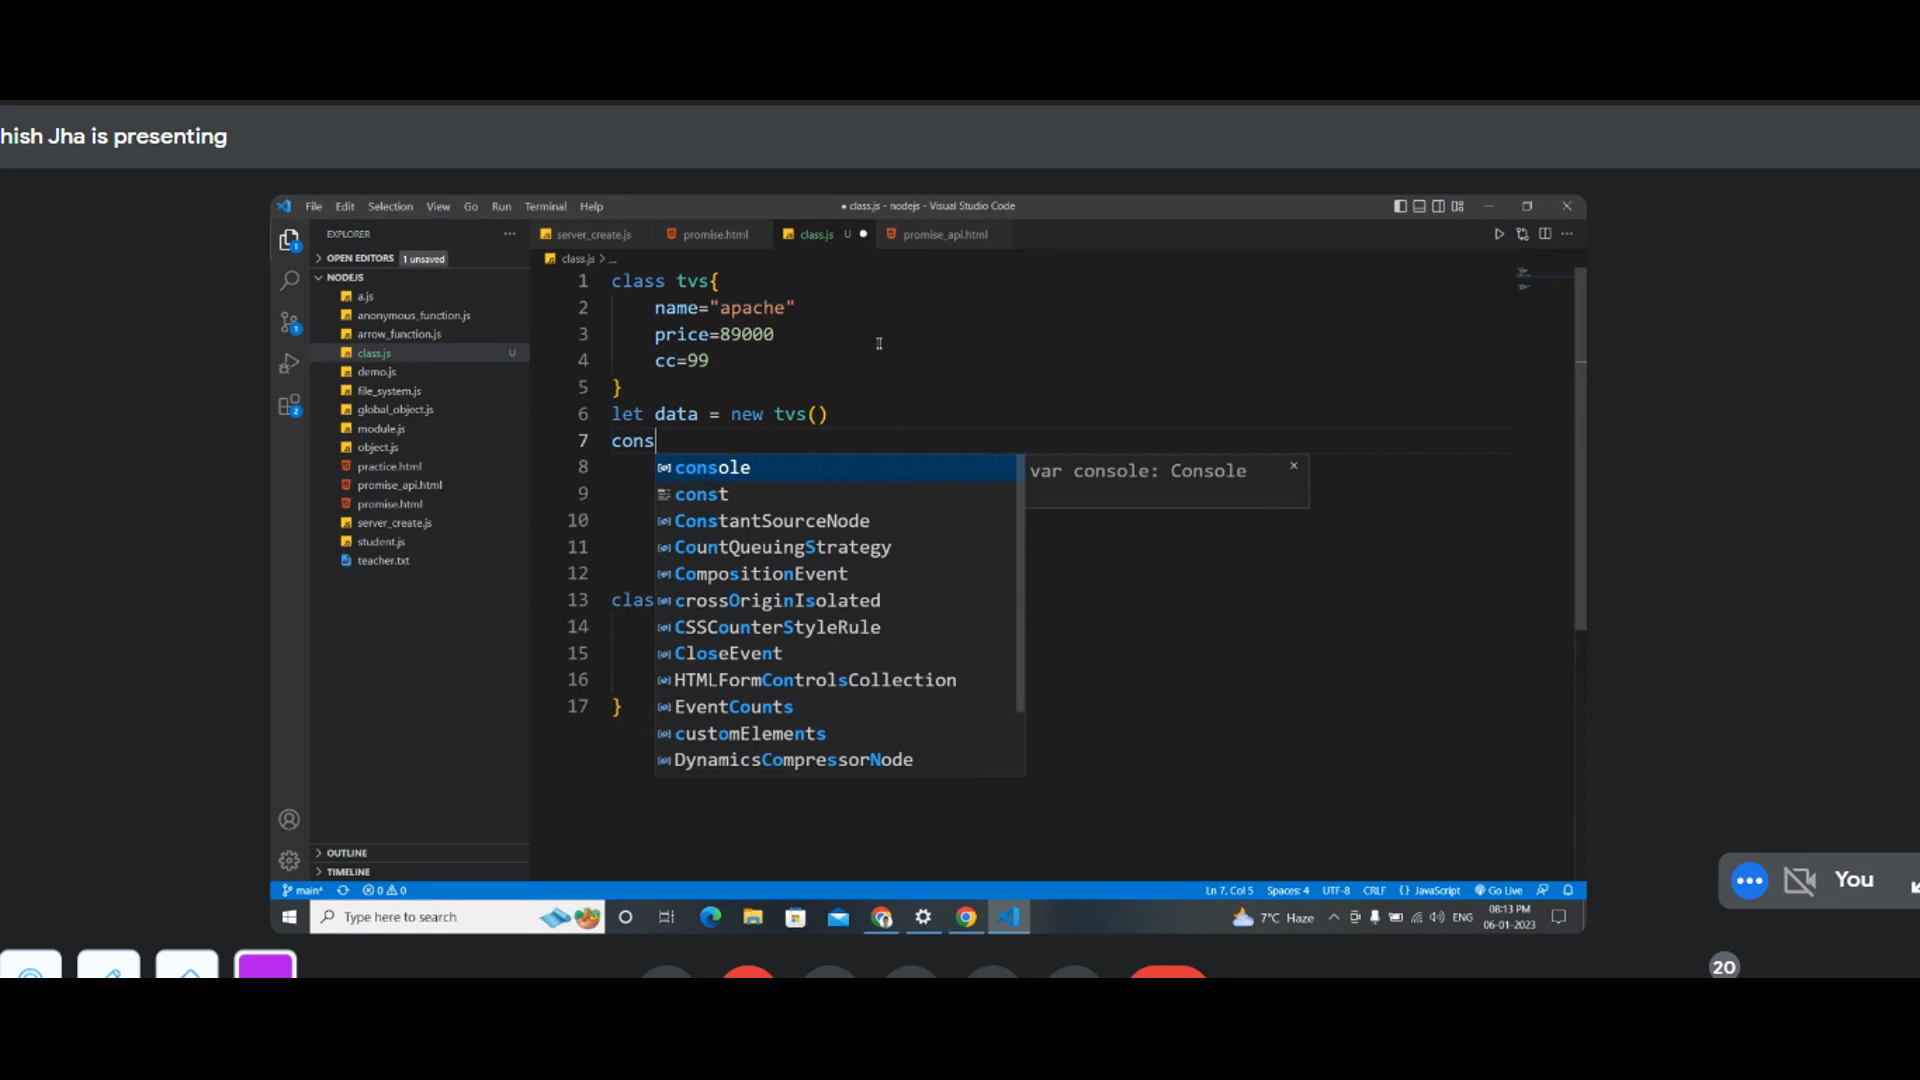 hish Jha is presenting
File Edit Selection View Go Run Terminal Help
● class.js - nodejs - Visual Studio Code
EXPLORER
server_create.js
promise.html
class.js U
promise_api.html
OPEN EDITORS 1 unsaved
class.js > ...
NODEJS
a.js
anonymous_function.js
arrow_function.js
class.js U
demo.js
file_system.js
global_object.js
module.js
object.js
practice.html
promise_api.html
promise.html
server_create.js
student.js
teacher.txt
OUTLINE
TIMELINE
1 class tvs{
2 name="apache"
3 price=89000
4 cc=99
5 }
6 let data = new tvs()
7 cons
8
9
10
11
12
13 clas
14
15
16
17 }
console
const
ConstantSourceNode
CountQueuingStrategy
CompositionEvent
crossOriginIsolated
CSSCounterStyleRule
CloseEvent
HTMLFormControlsCollection
EventCounts
customElements
DynamicsCompressorNode
var console: Console
1
1
2
main* 0 0
Ln 7, Col 5 Spaces: 4 UTF-8 CRLF {} JavaScript Go Live
Type here to search
7°C Haze
ENG
08:13 PM
06-01-2023
You
20